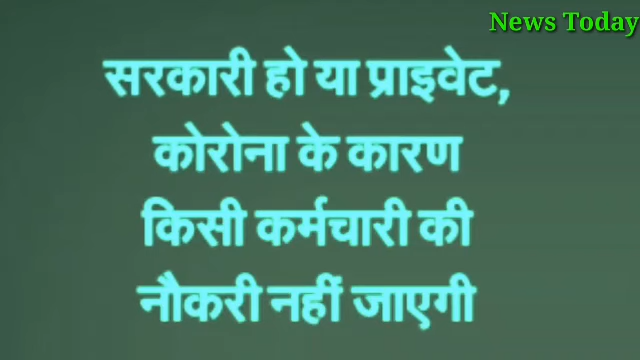 News Today
सरकारी हो या प्राइवेट,
कोरोना के कारण
किसी कर्मचारी की
नौकरी नहीं जाएगी